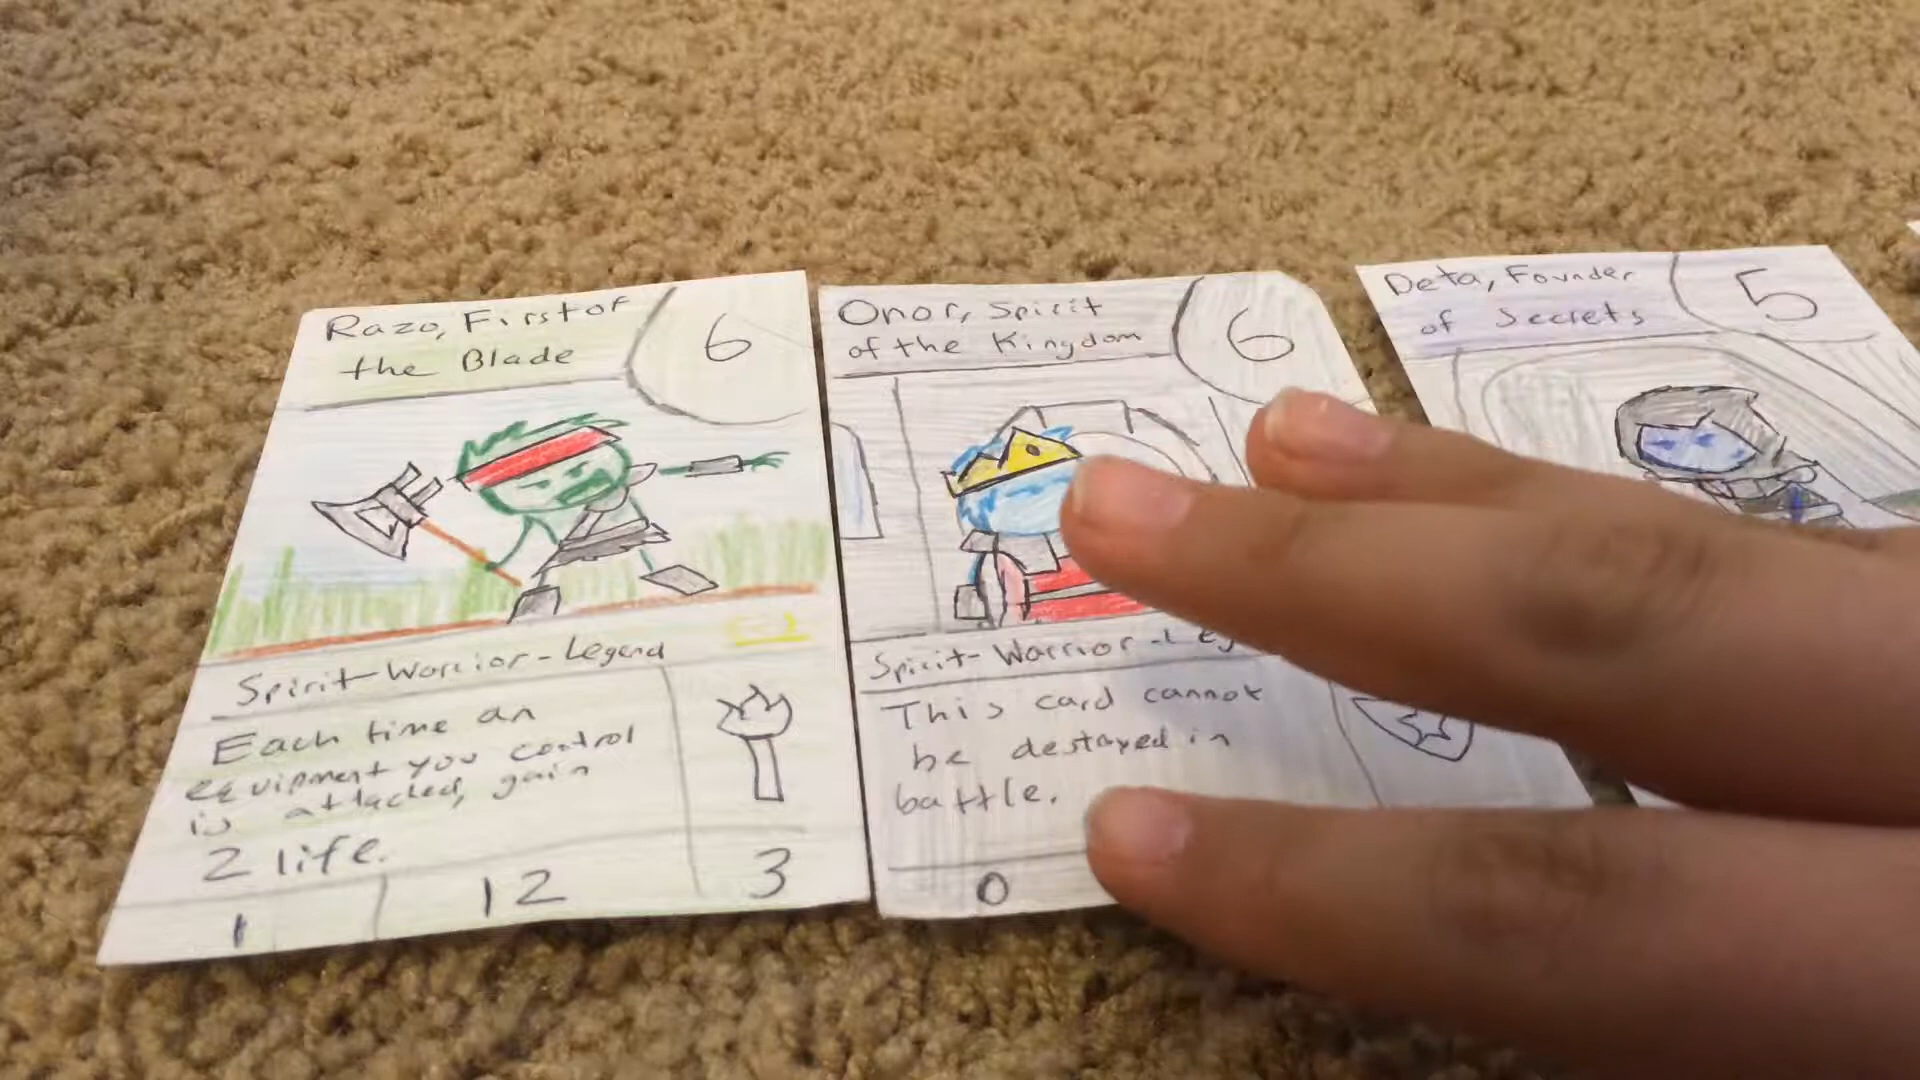 Razo, First of
the Blade
6
Spirit-Warrior-Legend
Each time an
equipment you control
is attacked, gain
2 life.
1
12
3
Onor, Spirit
of the Kingdom
6
Spirit-Warrior-Leg
This card cannot
be destoyed in
battle.
0
Deta, Founder
of Secrets
5